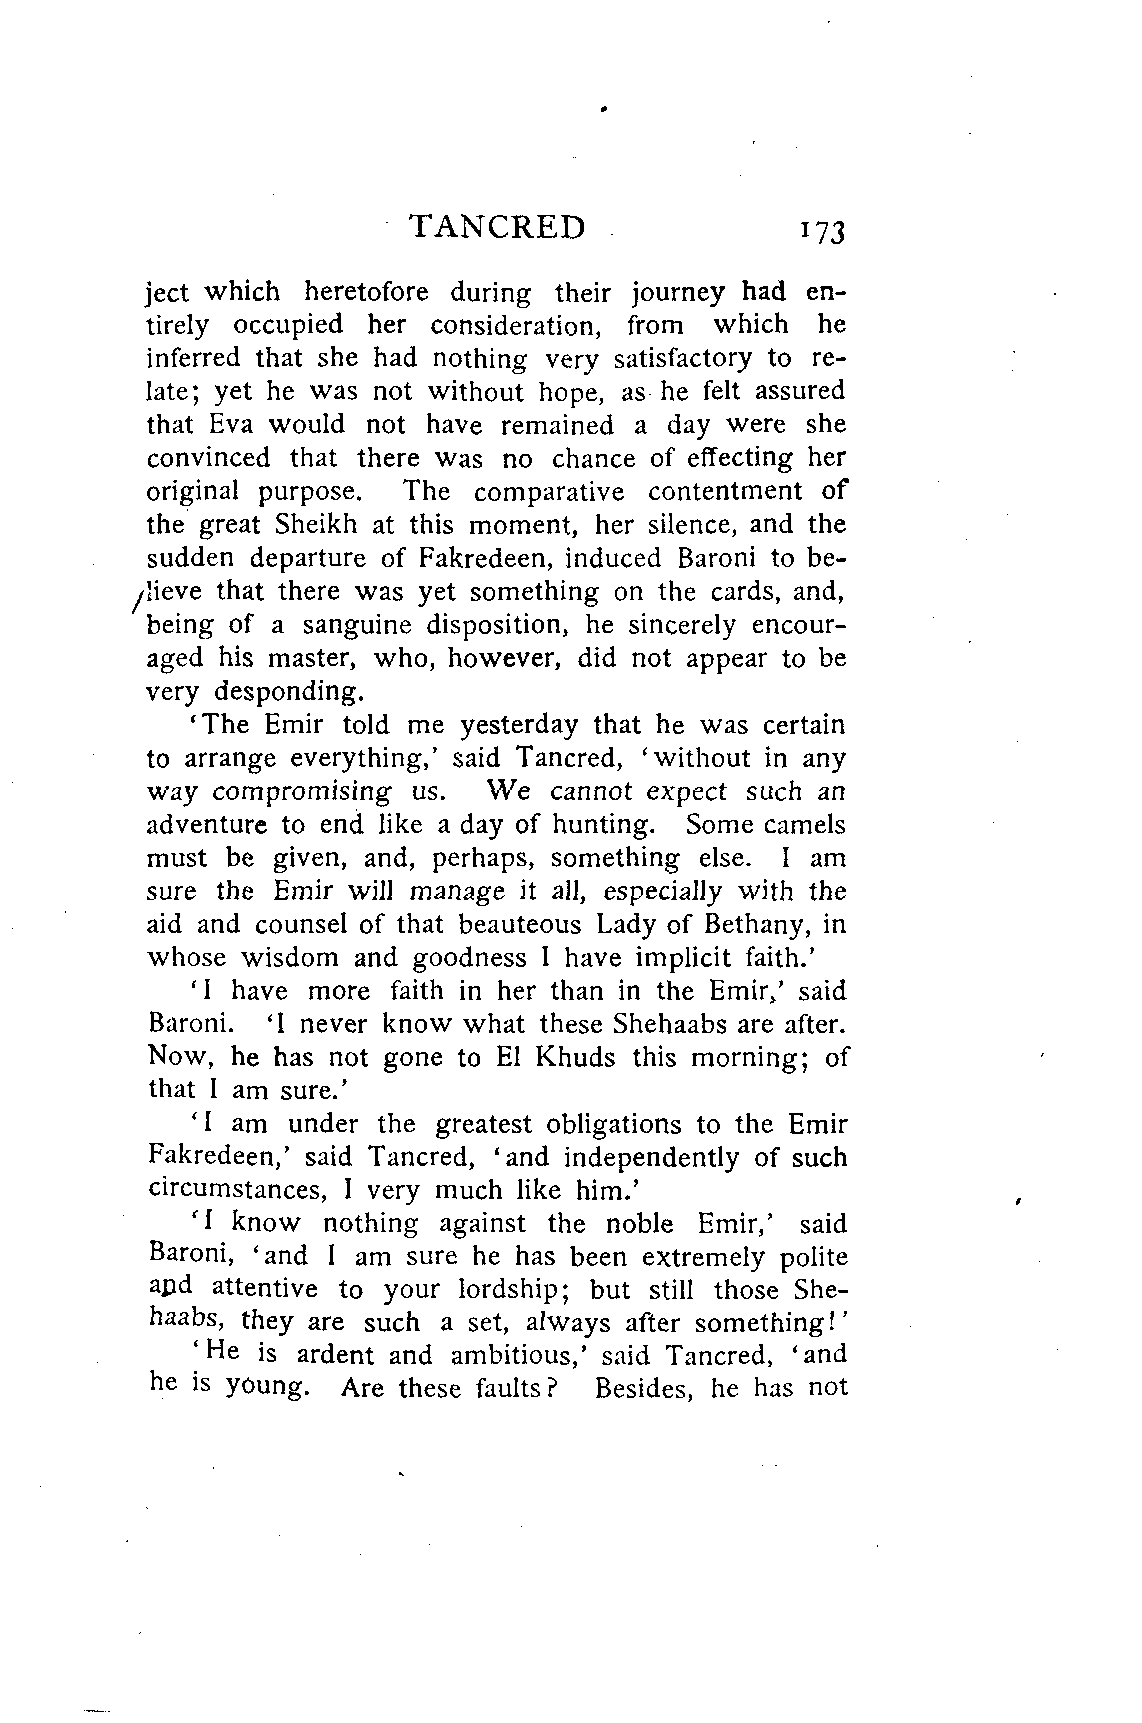 TANCRED 173
ject which heretofore during their journey had en-
tirely occupied her consideration, from which he
inferred that she had nothing very satisfactory to re-
late; yet he was not without hope, as he felt assured
that Eva would not have remained a day were she
convinced that there was no chance of effecting her
original purpose. The comparative contentment of
the great Sheikh at this moment, her silence, and the
sudden departure of Fakredeen, induced Baroni to be-
lieve that there was yet something on the cards, and,
being of a sanguine disposition, he sincerely encour-
aged his master, who, however, did not appear to be
very desponding.
‘The Emir told me yesterday that he was certain
to arrange everything,’ said Tancred, ‘without in any
way compromising us. We cannot expect such an
adventure to end like a day of hunting. Some camels
must be given, and, perhaps, something else. I am
sure the Emir will manage it all, especially with the
aid and counsel of that beauteous Lady of Bethany, in
whose wisdom and goodness I have implicit faith.’
‘I have more faith in her than in the Emir,’ said
Baroni. ‘I never know what these Shehaabs are after.
Now, he has not gone to El Khuds this morning; of
that I am sure.’
‘I am under the greatest obligations to the Emir
Fakredeen,’ said Tancred, ‘and independently of such
circumstances, I very much like him.’
‘I know nothing against the noble Emir,’ said
Baroni, ‘and I am sure he has been extremely polite
and attentive to your lordship; but still those She-
haabs, they are such a set, always after something!’
‘He is ardent and ambitious,’ said Tancred, ‘and
he is young. Are these faults? Besides, he has not